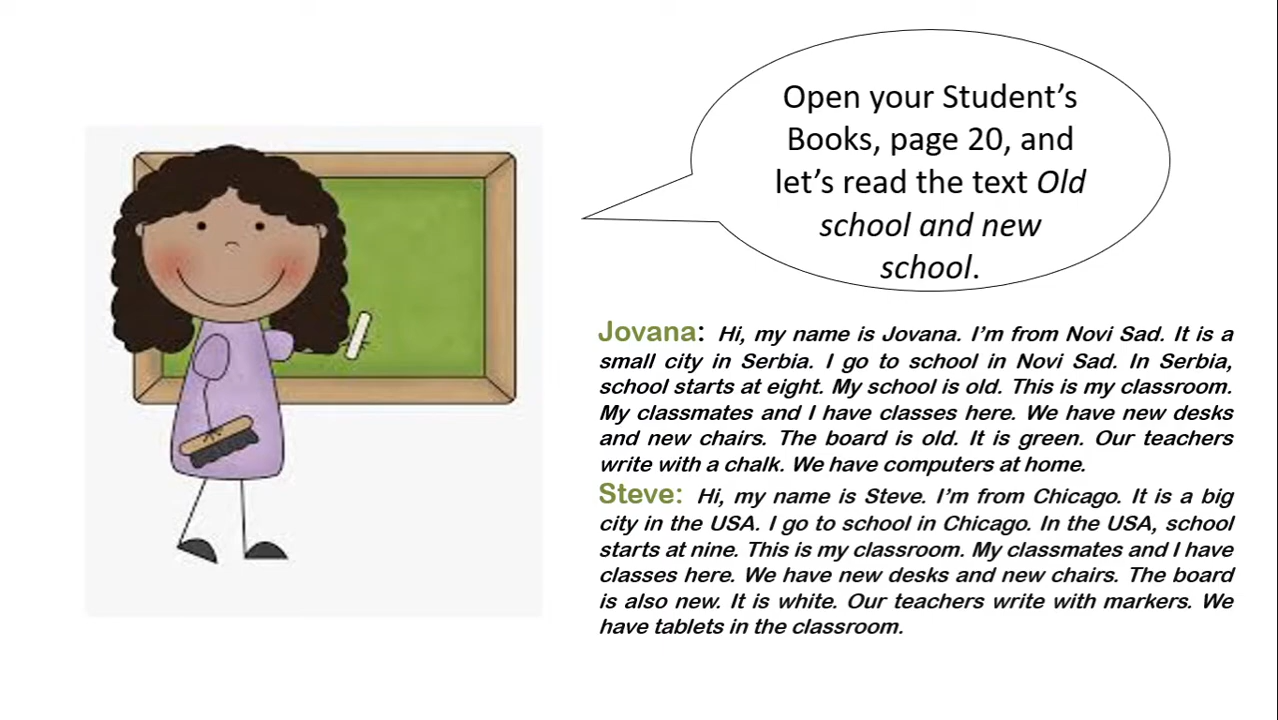 Open your Student’s
Books, page 20, and
let’s read the text Old
school and new
school.
Jovana: Hi, my name is Jovana. I’m from Novi Sad. It is a
small city in Serbia. I go to school in Novi Sad. In Serbia,
school starts at eight. My school is old. This is my classroom.
My classmates and I have classes here. We have new desks
and new chairs. The board is old. It is green. Our teachers
write with a chalk. We have computers at home.
Steve: Hi, my name is Steve. I’m from Chicago. It is a big
city in the USA. I go to school in Chicago. In the USA, school
starts at nine. This is my classroom. My classmates and I have
classes here. We have new desks and new chairs. The board
is also new. It is white. Our teachers write with markers. We
have tablets in the classroom.